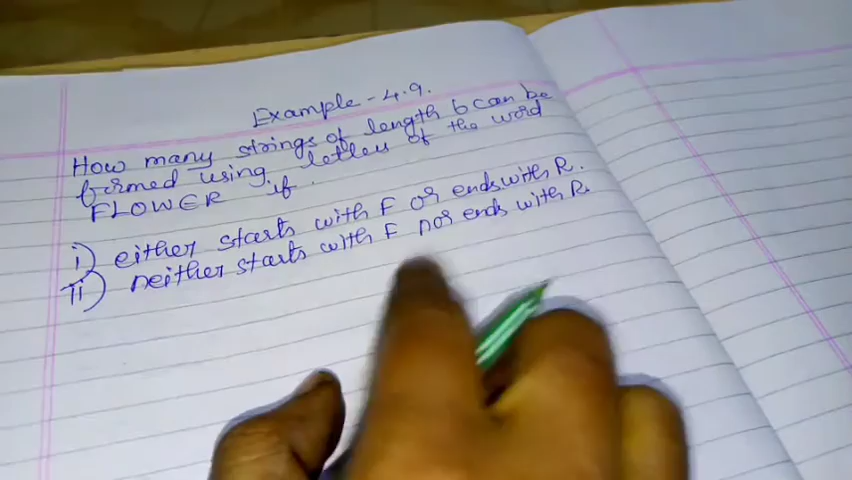 Example - 4.9.
How many strings of length 6 can be
formed using letters of the word
FLOWER if.
i) either starts with F or ends with R.
ii) neither starts with F nor ends with R.